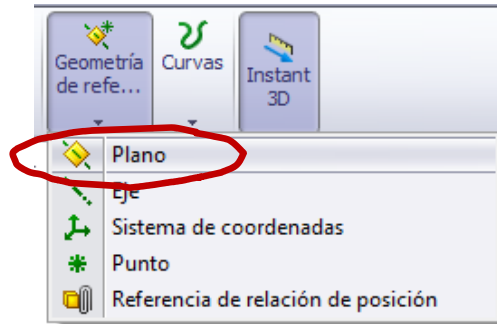 Geometría
de refe...
Curvas
Instant
3D
Plano
Eje
Sistema de coordenadas
Punto
Referencia de relación de posición